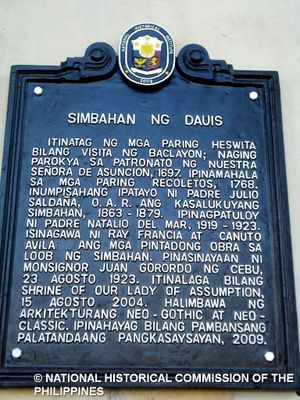 NATIONAL HISTORICAL INSTITUTE
2009
SIMBAHAN NG DAUIS
ITINATAG NG MGA PARING HESWITA
BILANG VISITA NG BACLAYON; NAGING
PAROKYA SA PATRONATO NG NUESTRA
SEÑORA DE ASUNCION, 1697. IPINAMAHALA
SA MGA PARING RECOLETOS, 1768.
INUMPISAHANG IPATAYO NI PADRE JULIO
SALDAÑA, O.A.R. ANG KASALUKUYANG
SIMBAHAN, 1863-1879. IPINAGPATULOY
NI PADRE NATALIO DEL MAR, 1919-1923.
ISINAGAWA NI RAY FRANCIA AT CANUTO
AVILA ANG MGA PINTADONG OBRA SA
LOOB NG SIMBAHAN. PINASINAYAAN NI
MONSIGNOR JUAN GORORDO NG CEBU,
23 AGOSTO 1923. ITINALAGA BILANG
SHRINE OF OUR LADY OF ASSUMPTION,
15 AGOSTO 2004. HALIMBAWA NG
ARKITEKTURANG NEO-GOTHIC AT NEO-
CLASSIC. IPINAHAYAG BILANG PAMBANSANG
PALATANDAANG PANGKASAYSAYAN, 2009.
© NATIONAL HISTORICAL COMMISSION OF THE
PHILIPPINES